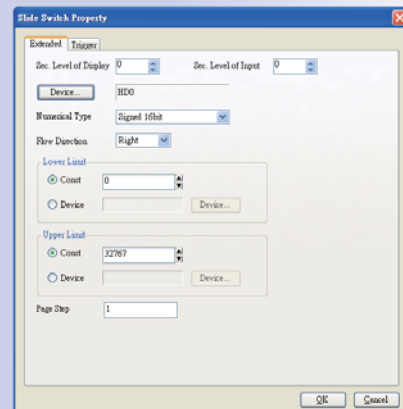 Slide Switch Property
Extended Trigger
Sec. Level of Display 0 Sec. Level of Input 0
Device... HD0
Numerical Type Signed 16bit
Flow Direction Right
Lower Limit
Const 0
Device Device...
Upper Limit
Const 32767
Device Device...
Page Step 1
OK Cancel